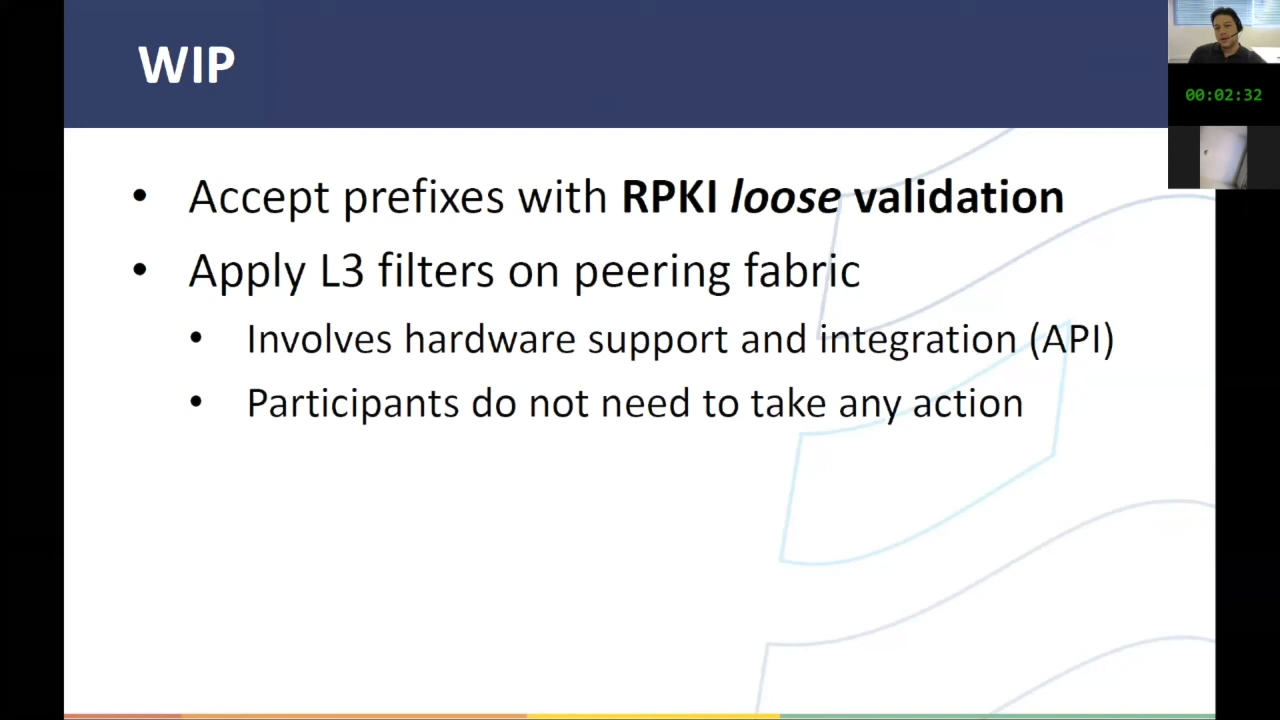 WIP
00:02:32
• Accept prefixes with RPKI loose validation
• Apply L3 filters on peering fabric
• Involves hardware support and integration (API)
• Participants do not need to take any action